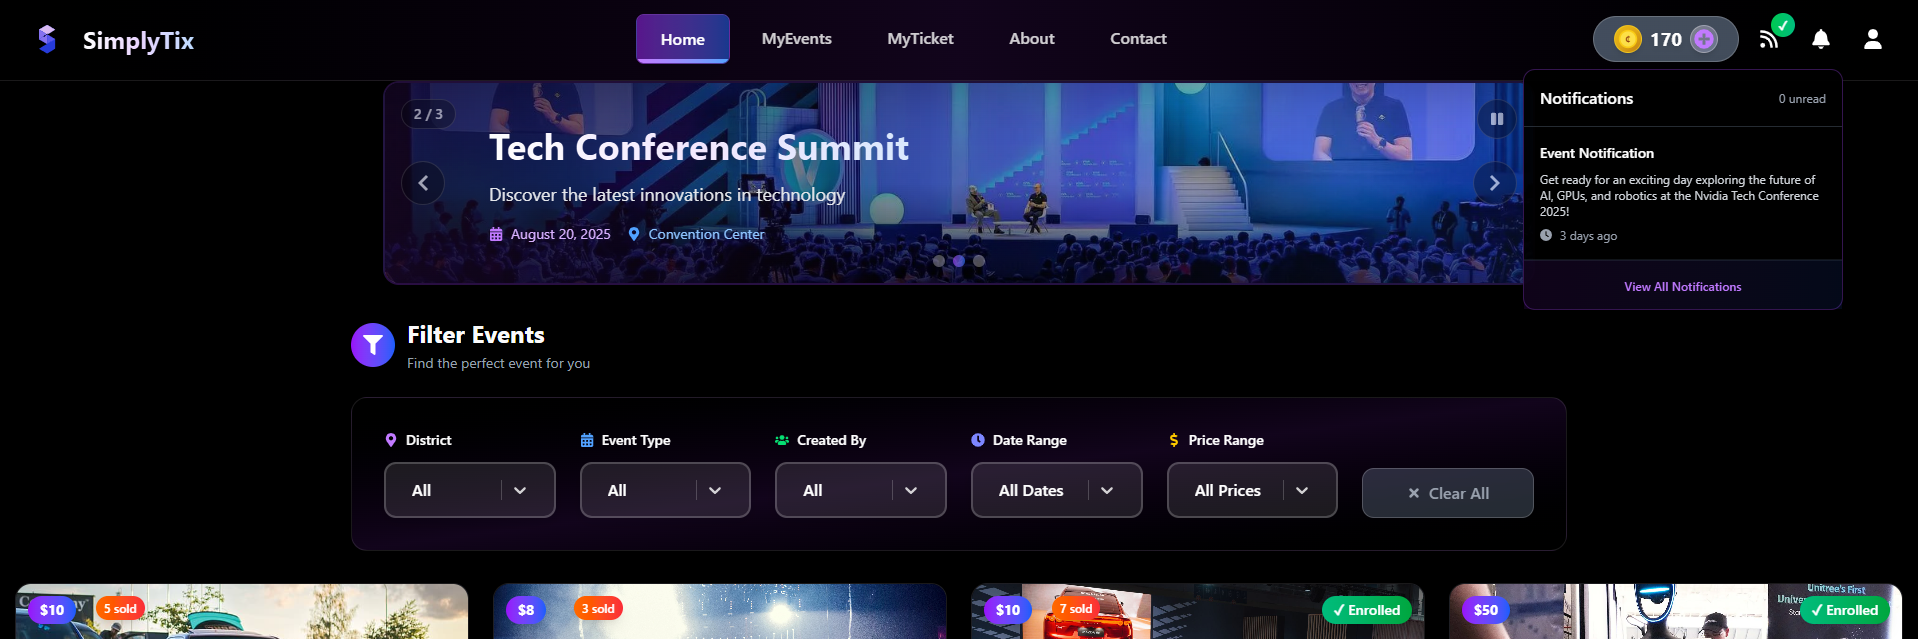 SimplyTix
Home
MyEvents
MyTicket
About
Contact
170
2 / 3
Tech Conference Summit
Discover the latest innovations in technology
August 20, 2025
Convention Center
Notifications
0 unread
Event Notification
Get ready for an exciting day exploring the future of
AI, GPUs, and robotics at the Nvidia Tech Conference
2025!
3 days ago
View All Notifications
Filter Events
Find the perfect event for you
District
Event Type
Created By
Date Range
Price Range
All
All
All
All Dates
All Prices
Clear All
$10
5 sold
$8
3 sold
$10
7 sold
Enrolled
$50
Unitree's First
Enrolled